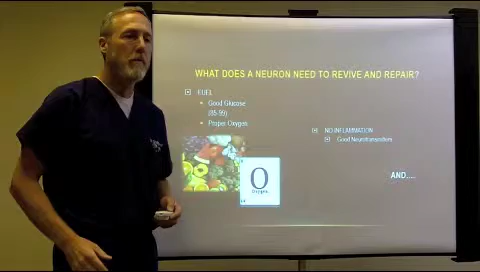 WHAT DOES A NEURON NEED TO REVIVE AND REPAIR?
FUEL
Good Glucose
(85-99)
Proper Oxygen
NO INFLAMMATION
Good Neurotransmitters
O
Oxygen
AND....